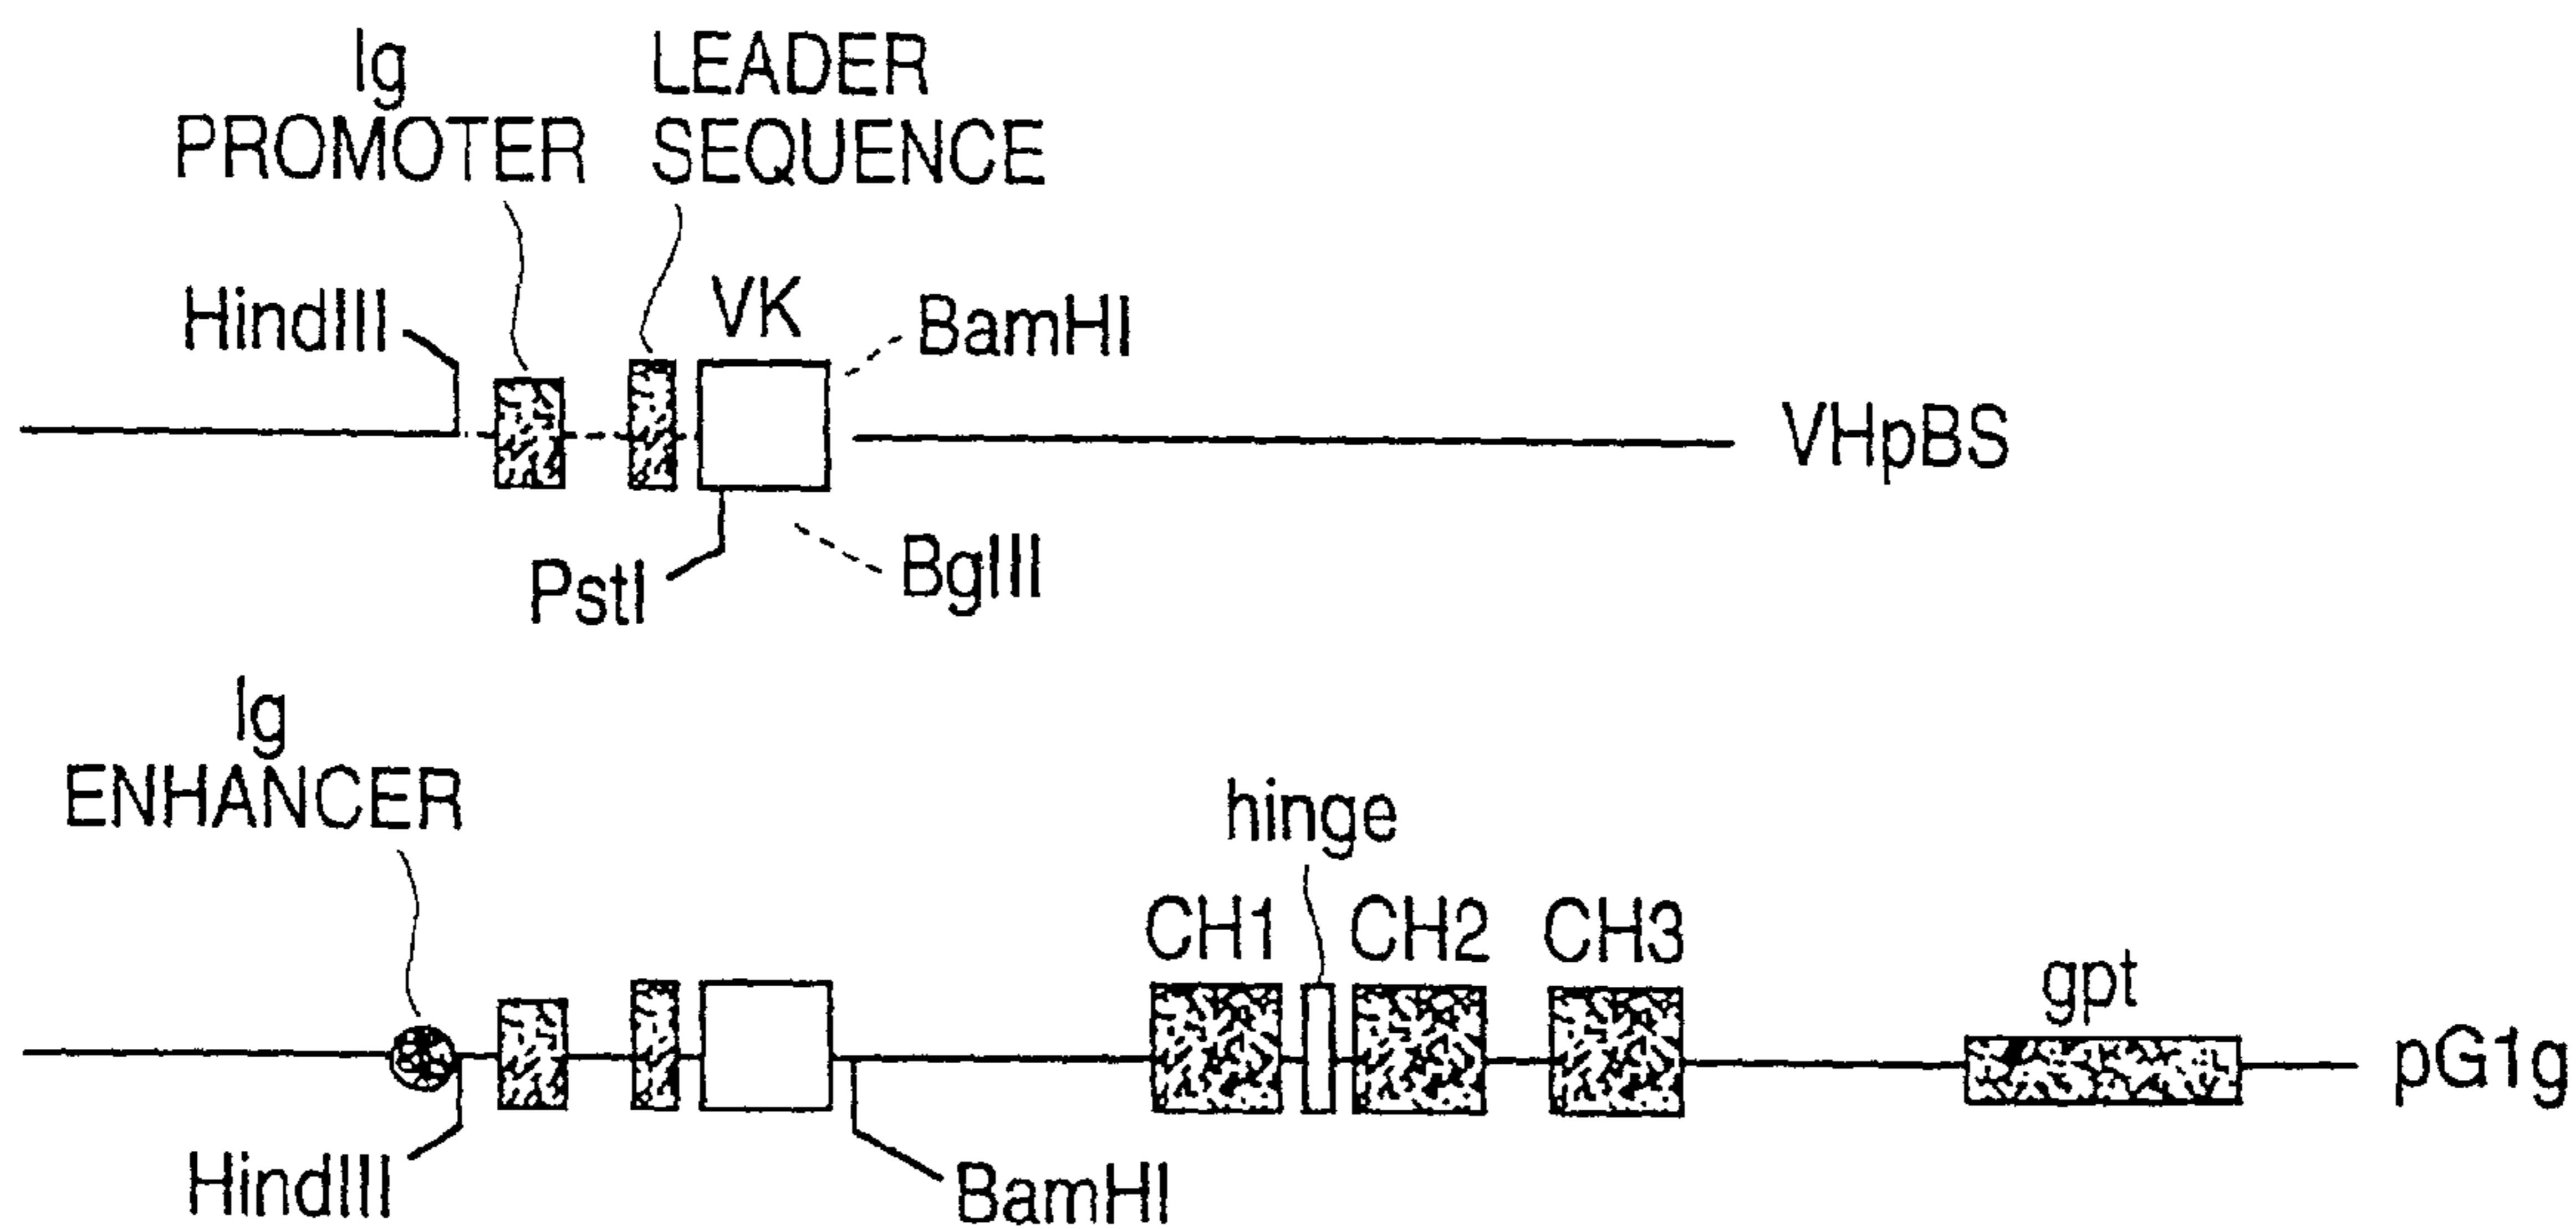 Ig
PROMOTER
LEADER
SEQUENCE
HindIII
VK
BamHI
VHpBS
PstI
BglII
Ig
ENHANCER
hinge
CH1
CH2
CH3
gpt
pG1g
HindIII
BamHI